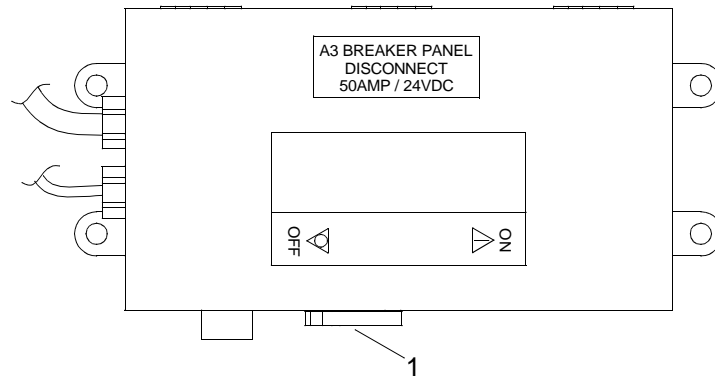 A3 BREAKER PANEL
DISCONNECT
50AMP / 24VDC
OFF
ON
1